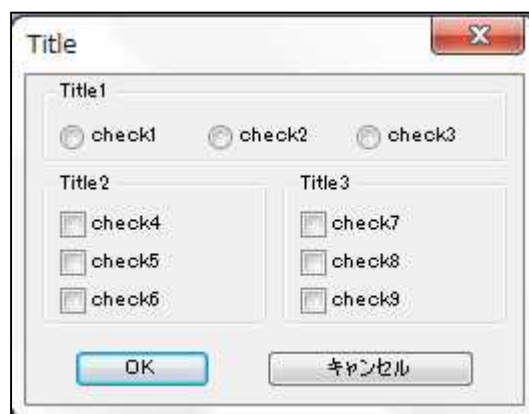 Title
Title1
check1 check2 check3
Title2 Title3
check4 check7
check5 check8
check6 check9
OK キャンセル